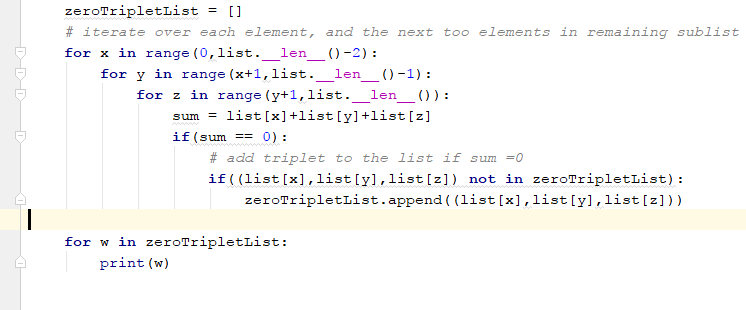 zeroTripletList = []
# iterate over each element, and the next too elements in remaining sublist
for x in range(0,list.__len__()-2):
for y in range(x+1,list.__len__()-1):
for z in range(y+1,list.__len__()):
sum = list[x]+list[y]+list[z]
if(sum == 0):
# add triplet to the list if sum =0
if((list[x],list[y],list[z]) not in zeroTripletList):
zeroTripletList.append((list[x],list[y],list[z]))
for w in zeroTripletList:
print(w)